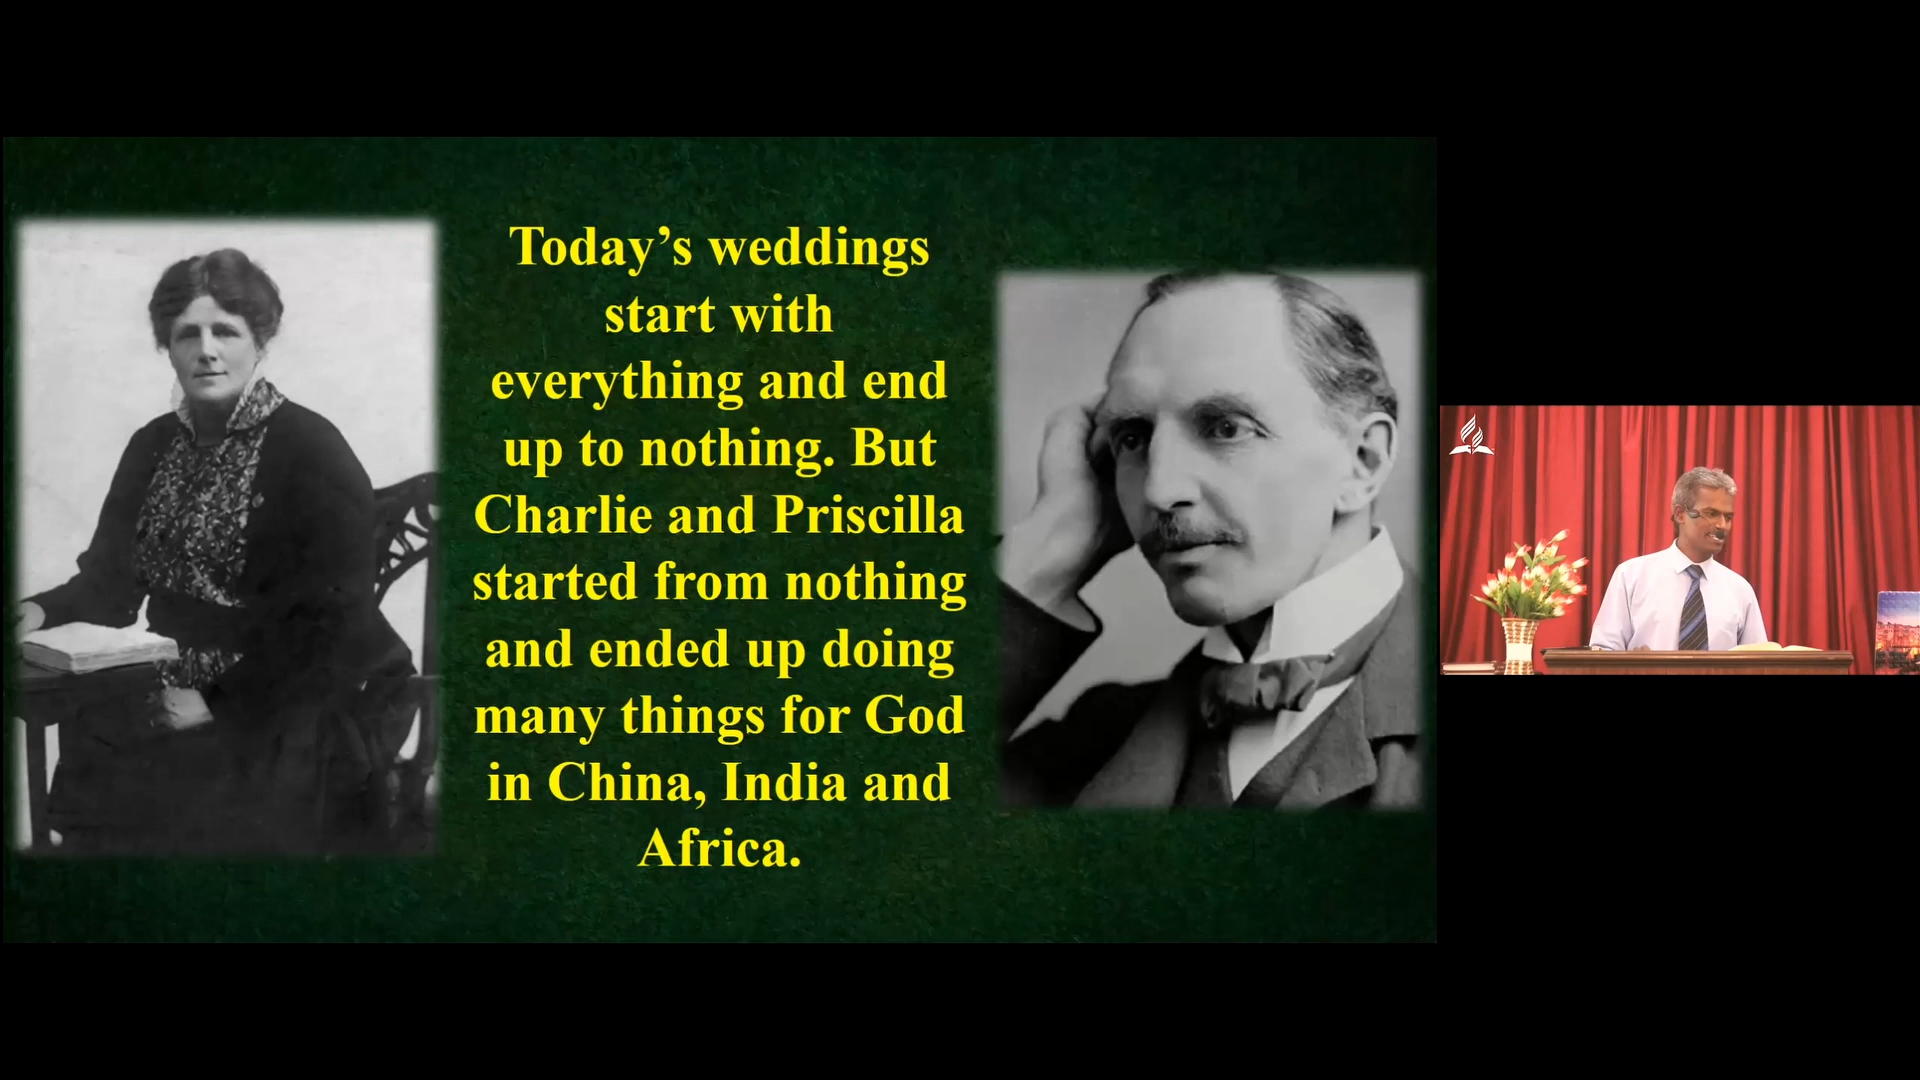 Today’s weddings
start with
everything and end
up to nothing. But
Charlie and Priscilla
started from nothing
and ended up doing
many things for God
in China, India and
Africa.